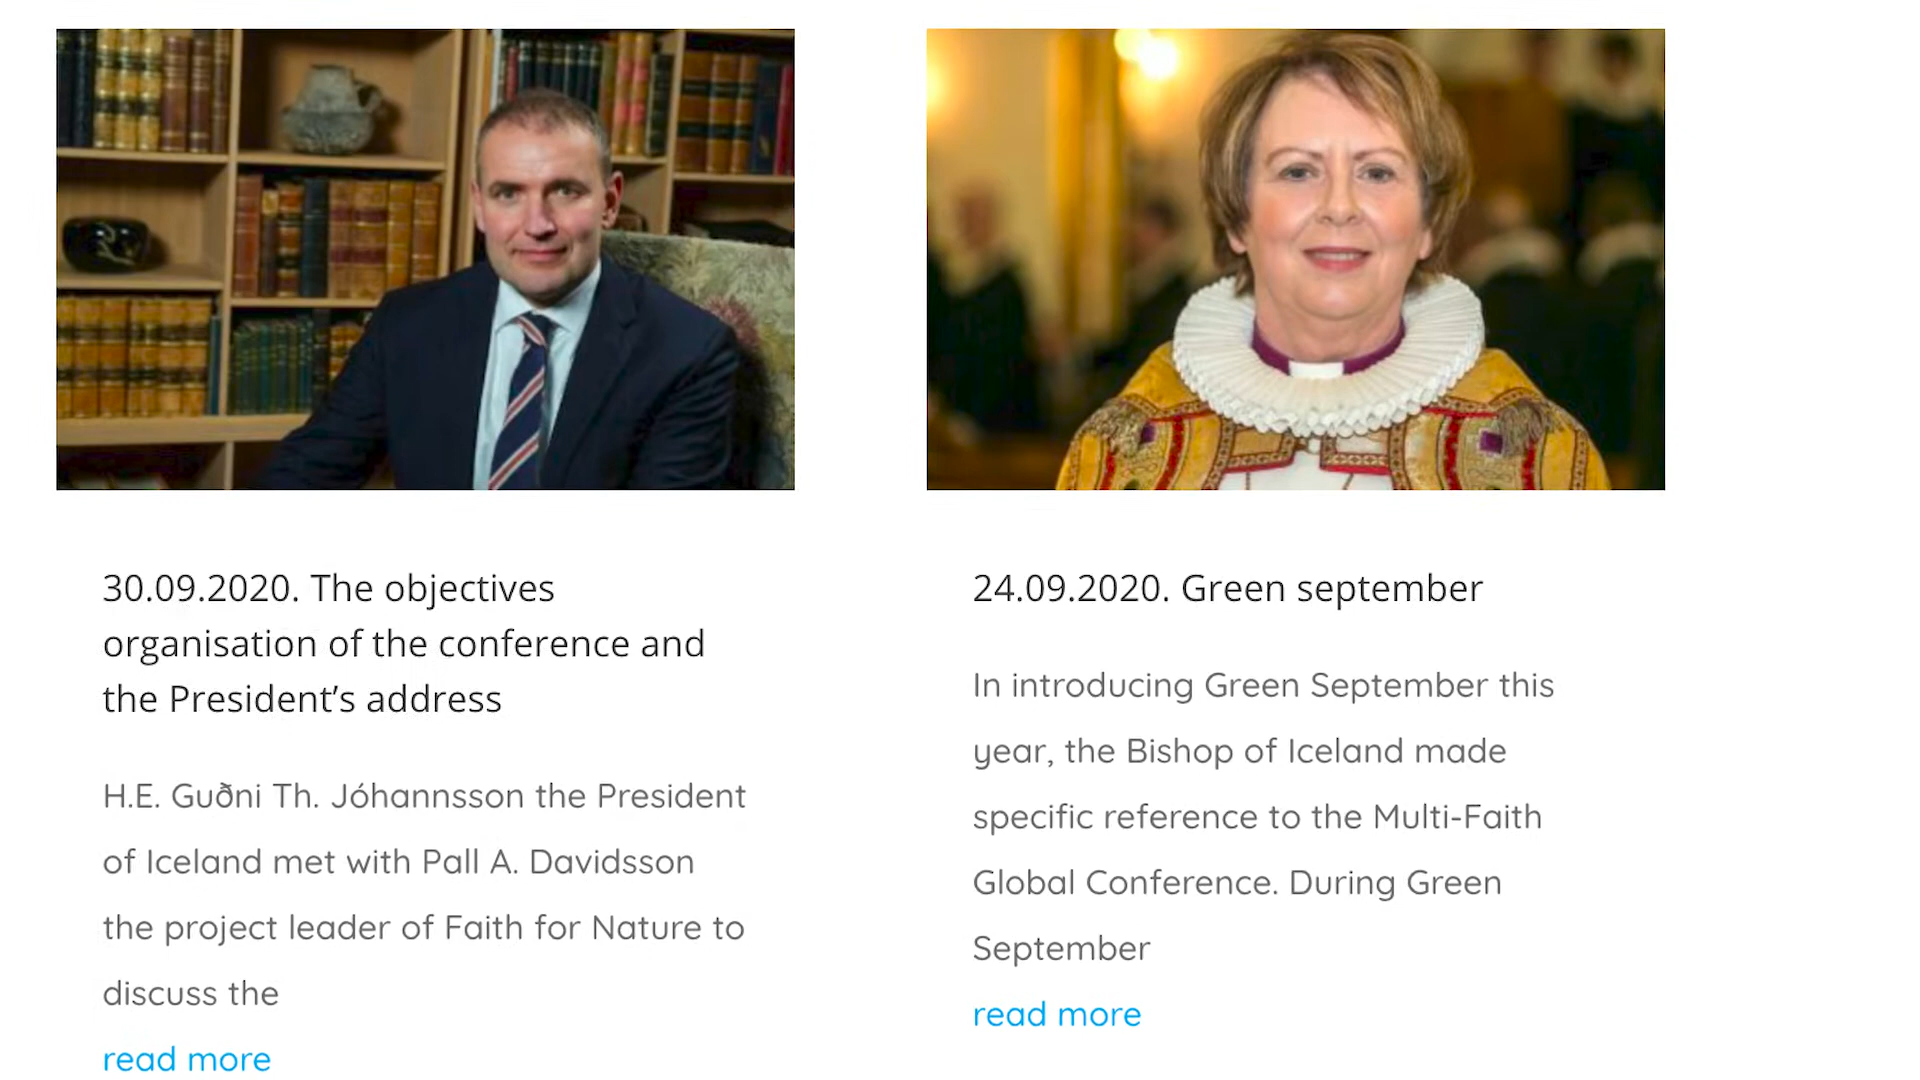 30.09.2020. The objectives
organisation of the conference and
the President’s address
H.E. Guðni Th. Jóhannsson the President
of Iceland met with Pall A. Davidsson
the project leader of Faith for Nature to
discuss the
read more
24.09.2020. Green september
In introducing Green September this
year, the Bishop of Iceland made
specific reference to the Multi-Faith
Global Conference. During Green
September
read more